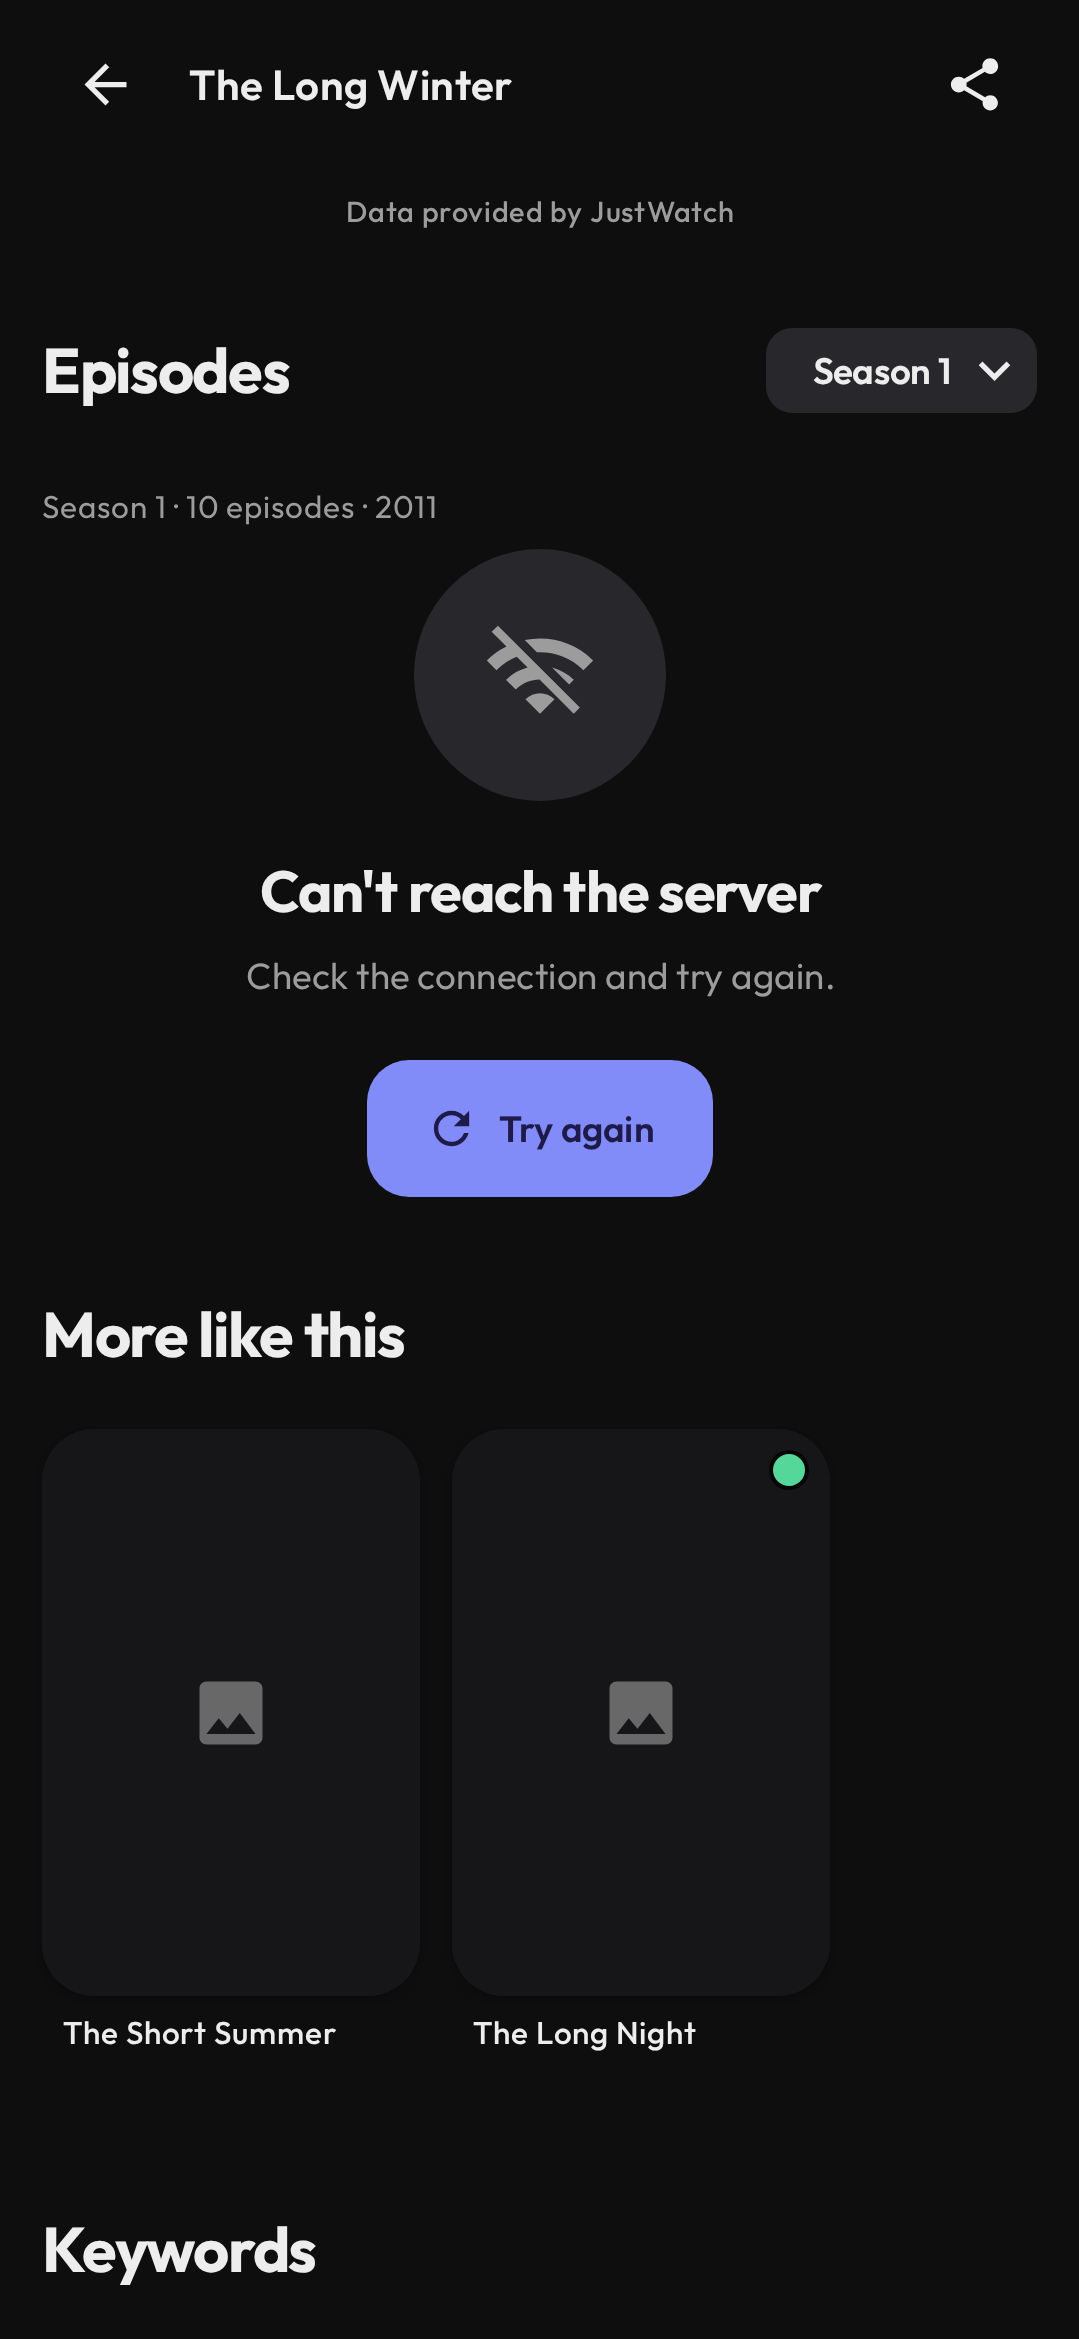 The Long Winter
Data provided by JustWatch
Episodes
Season 1
Season 1 · 10 episodes · 2011
Can't reach the server
Check the connection and try again.
Try again
More like this
The Short Summer
The Long Night
Keywords